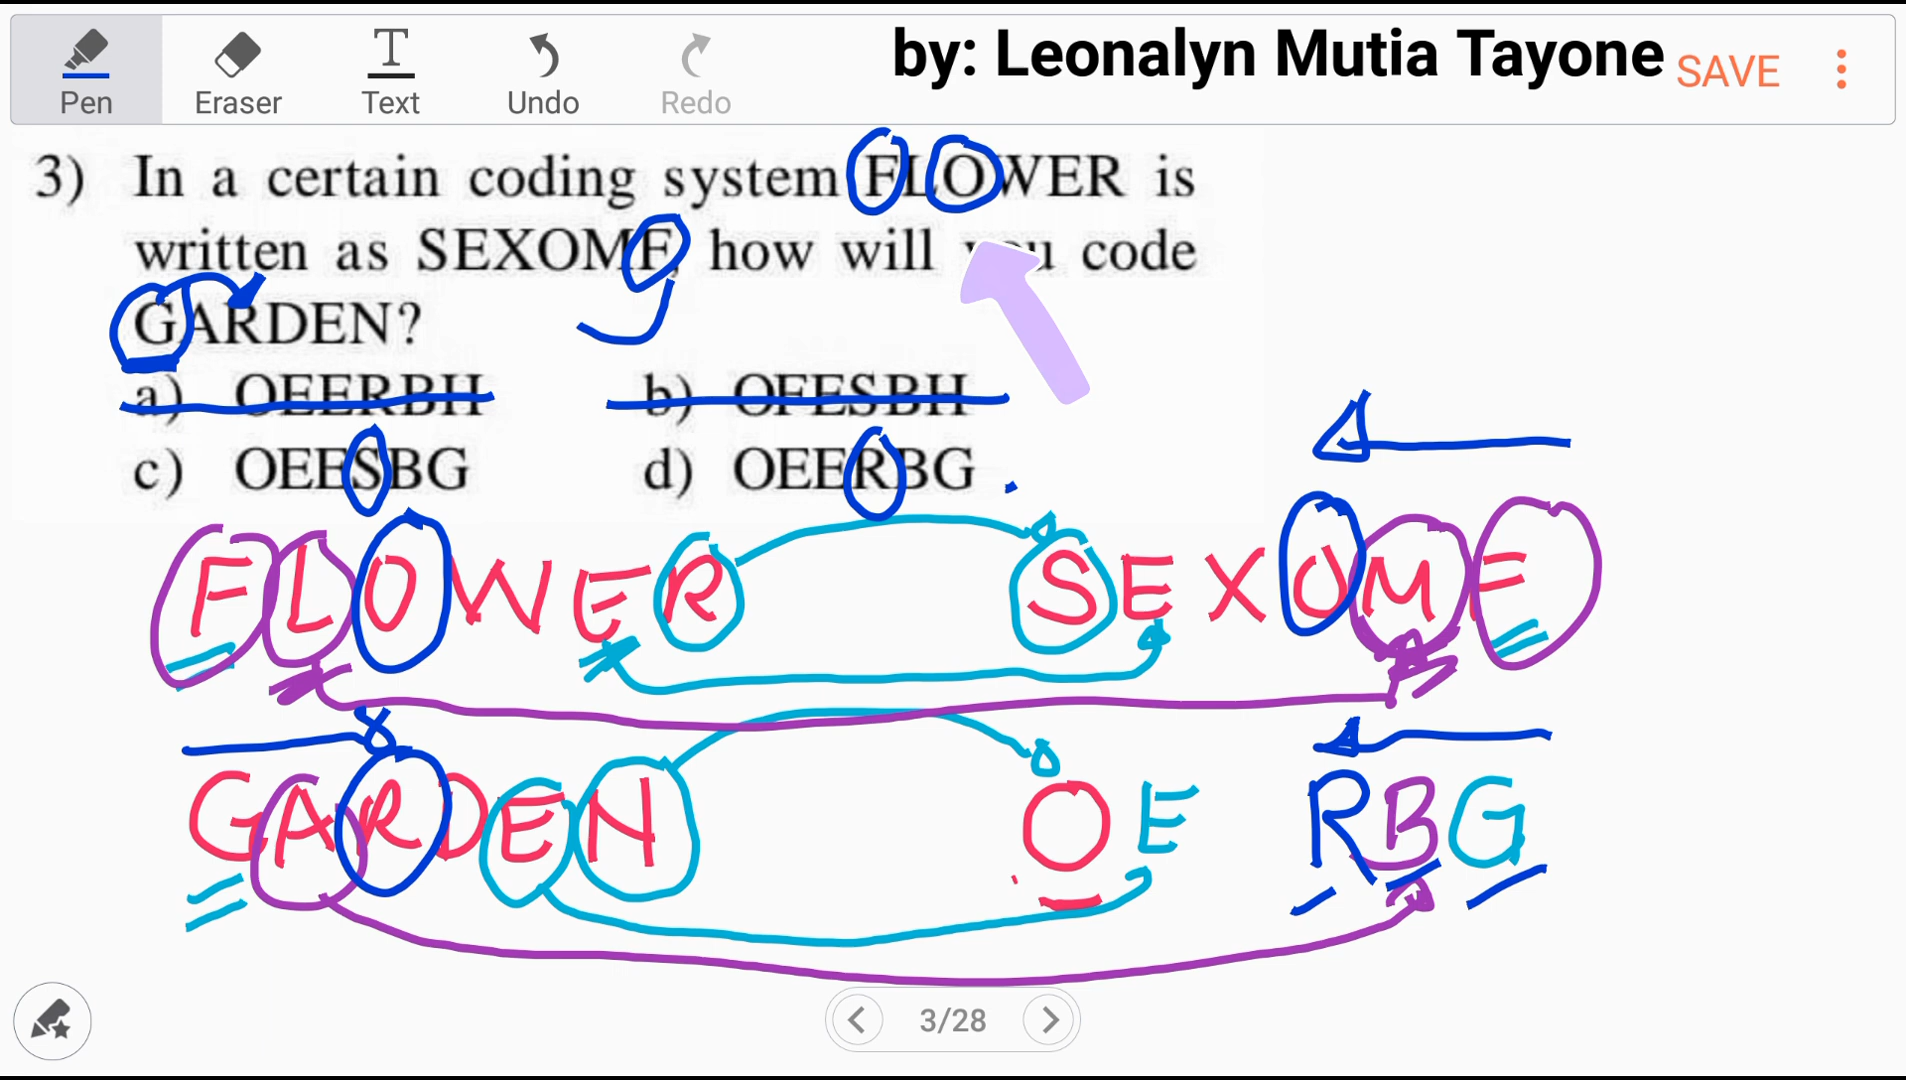 by: Leonalyn Mutia Tayone
SAVE
Pen Eraser Text Undo Redo
3) In a certain coding system FLOWER is
written as SEXOMF, how will you code
GARDEN?
a) OEERBH b) OFESBH
c) OEESBG d) OEERBG
FLOWER SEXOMF
GARDEN OE RBG
3/28